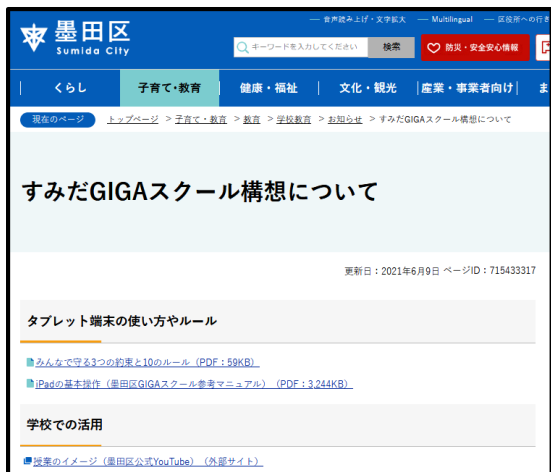 墨田区
Sumida City
音声読み上げ・文字拡大 Multilingual 区役所への行き
キーワードを入力してください 検索 防災・安全安心情報
くらし 子育て・教育 健康・福祉 文化・観光 産業・事業者向け ま
現在のページ トップページ > 子育て・教育 > 教育 > 学校教育 > お知らせ > すみだGIGAスクール構想について
すみだGIGAスクール構想について
更新日：2021年6月9日 ページID：715433317
タブレット端末の使い方やルール
みんなで守る3つの約束と10のルール（PDF：59KB）
iPadの基本操作（墨田区GIGAスクール参考マニュアル）（PDF：3,244KB）
学校での活用
授業のイメージ（墨田区公式YouTube）（外部サイト）